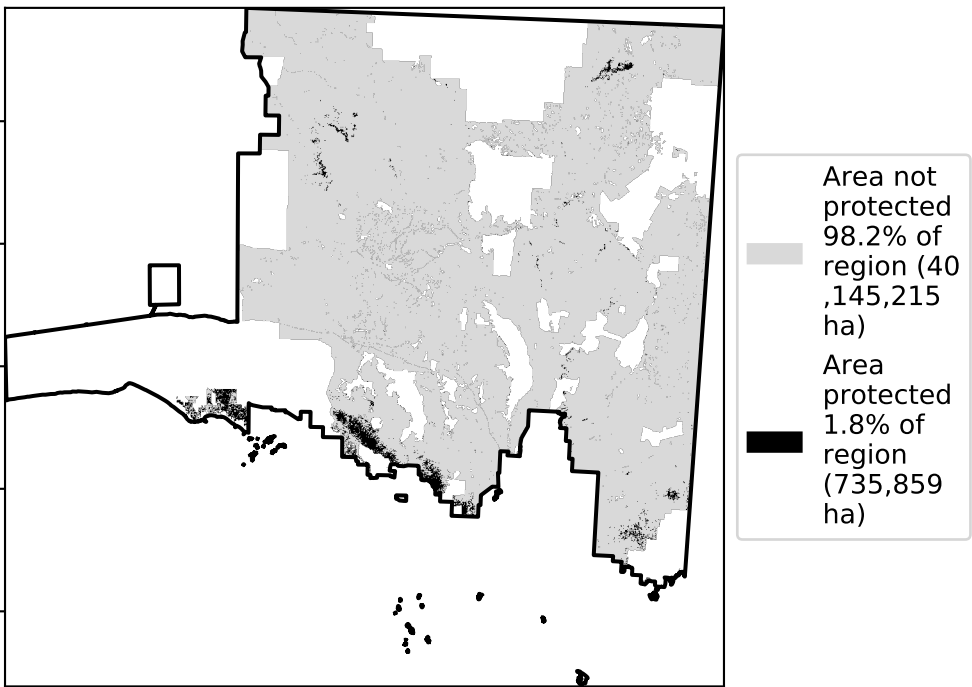 Area not
protected
98.2% of
region (40
,145,215
ha)
Area
protected
1.8% of
region
(735,859
ha)